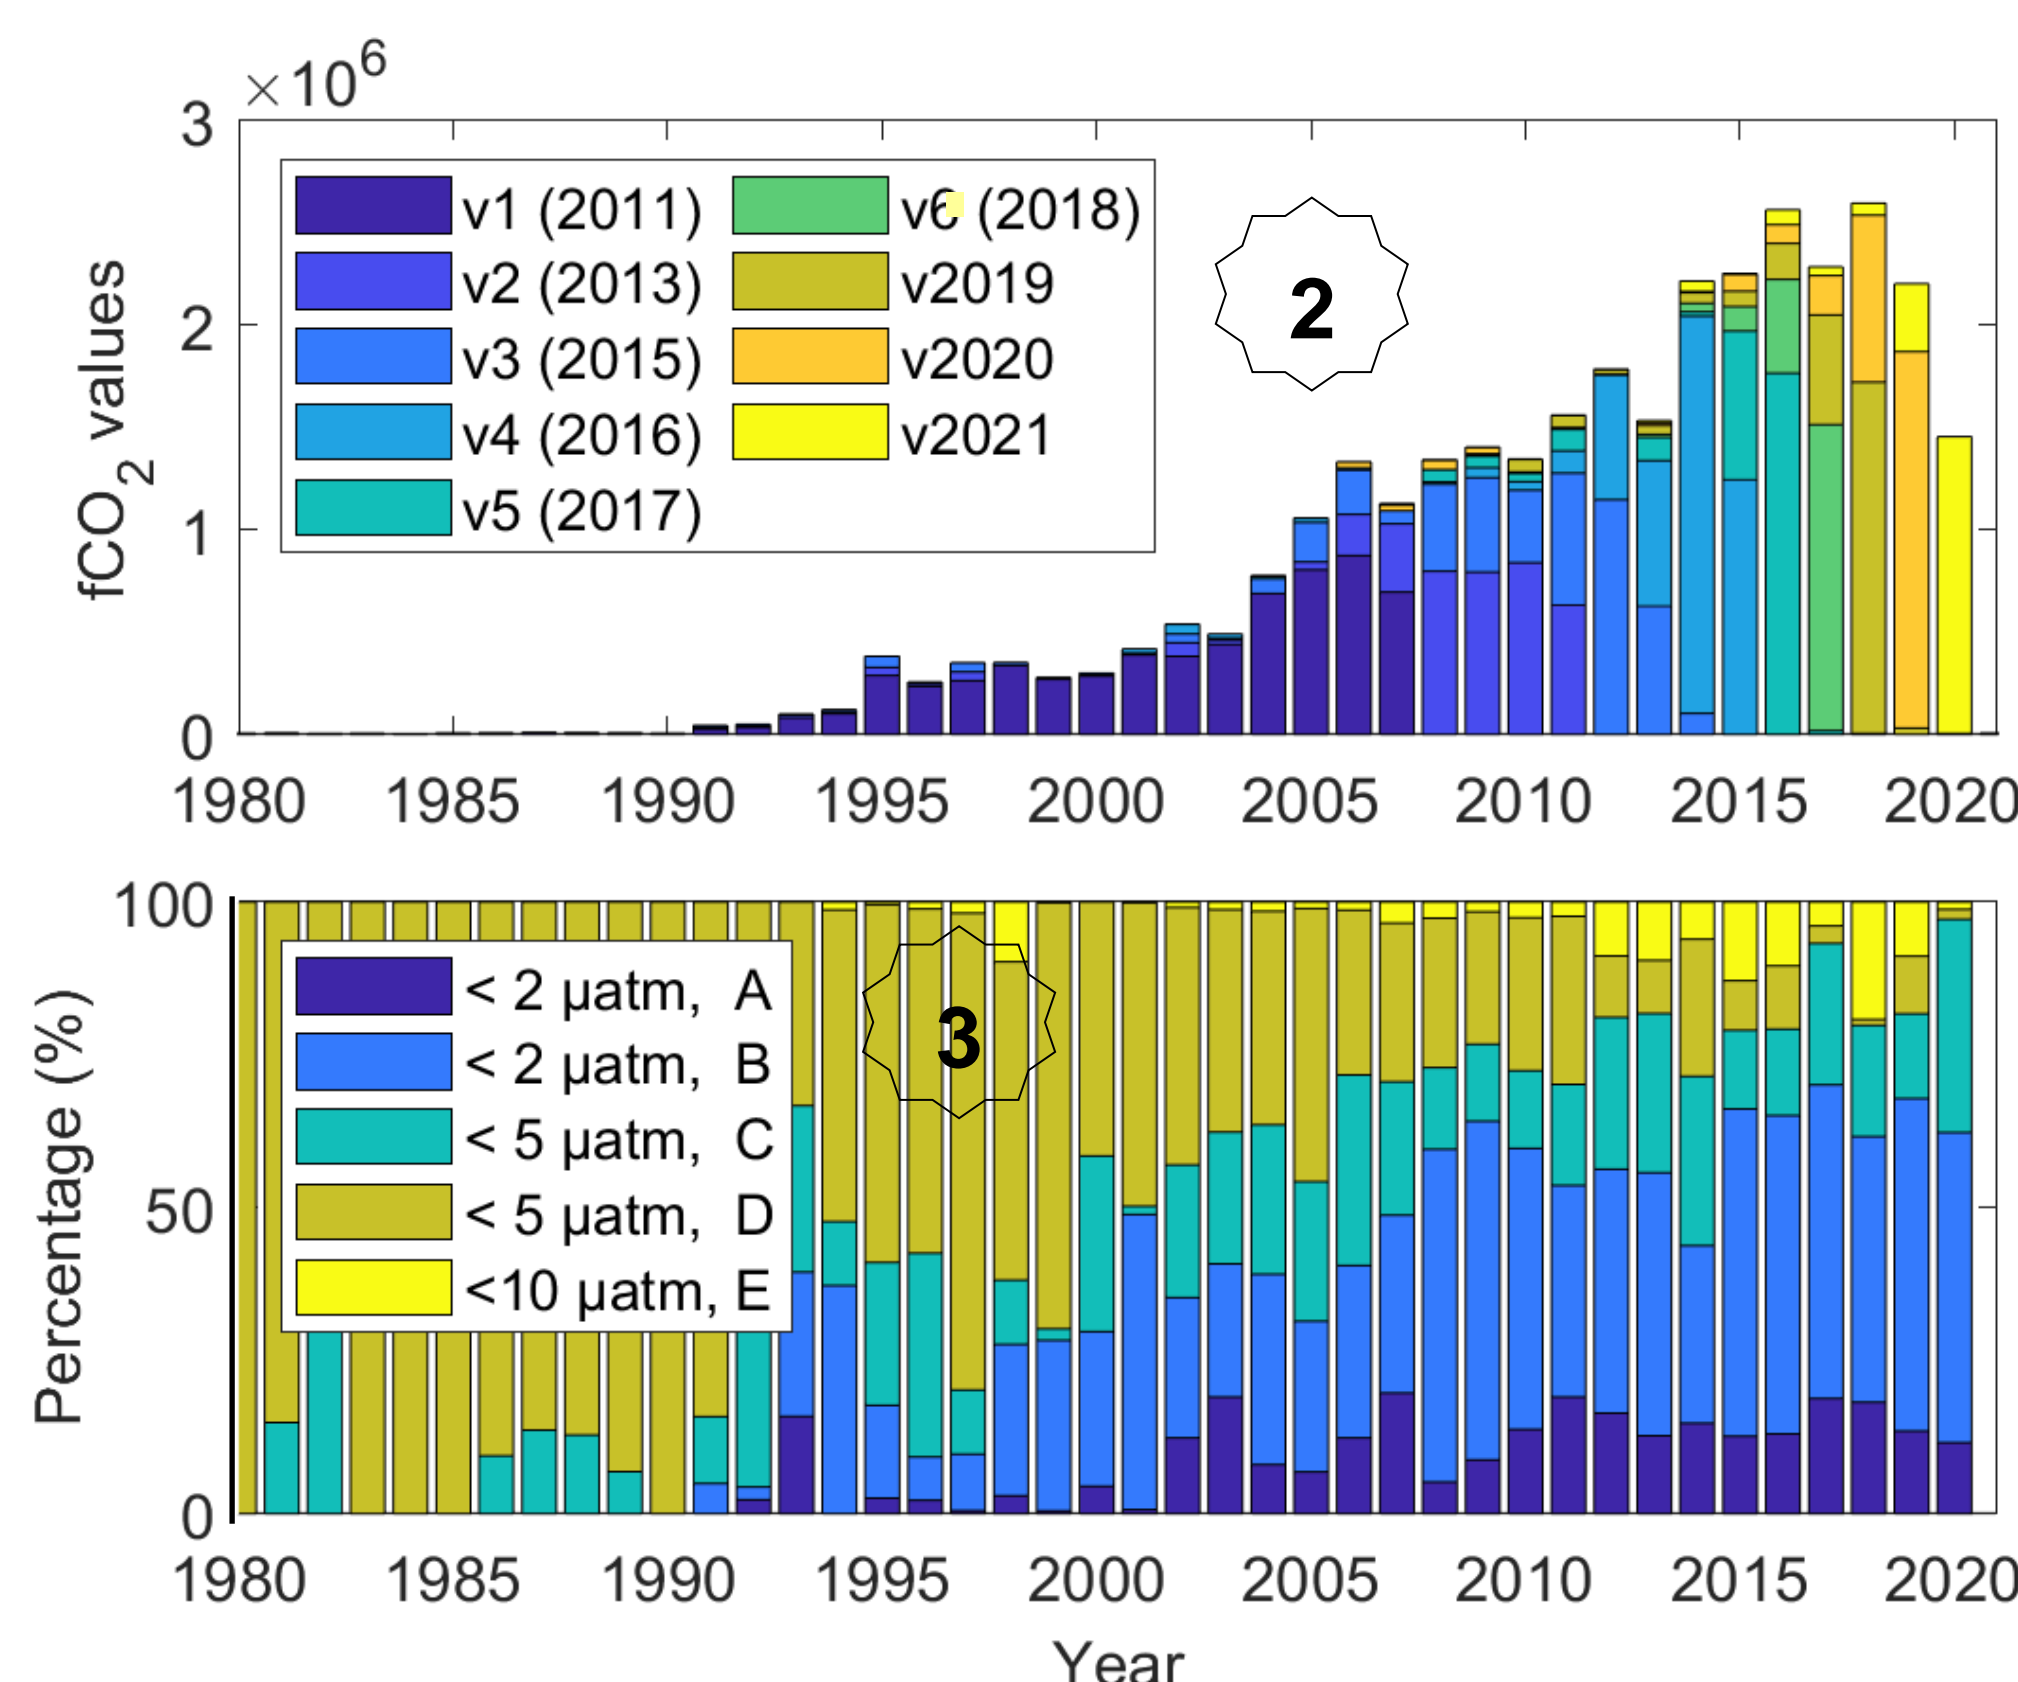 ×10⁶
3
2
1
0
fCO₂ values
v1 (2011)
v2 (2013)
v3 (2015)
v4 (2016)
v5 (2017)
v6 (2018)
v2019
v2020
v2021
2
1980 1985 1990 1995 2000 2005 2010 2015 2020
100
50
0
Percentage (%)
< 2 µatm, A
< 2 µatm, B
< 5 µatm, C
< 5 µatm, D
<10 µatm, E
3
1980 1985 1990 1995 2000 2005 2010 2015 2020
Year